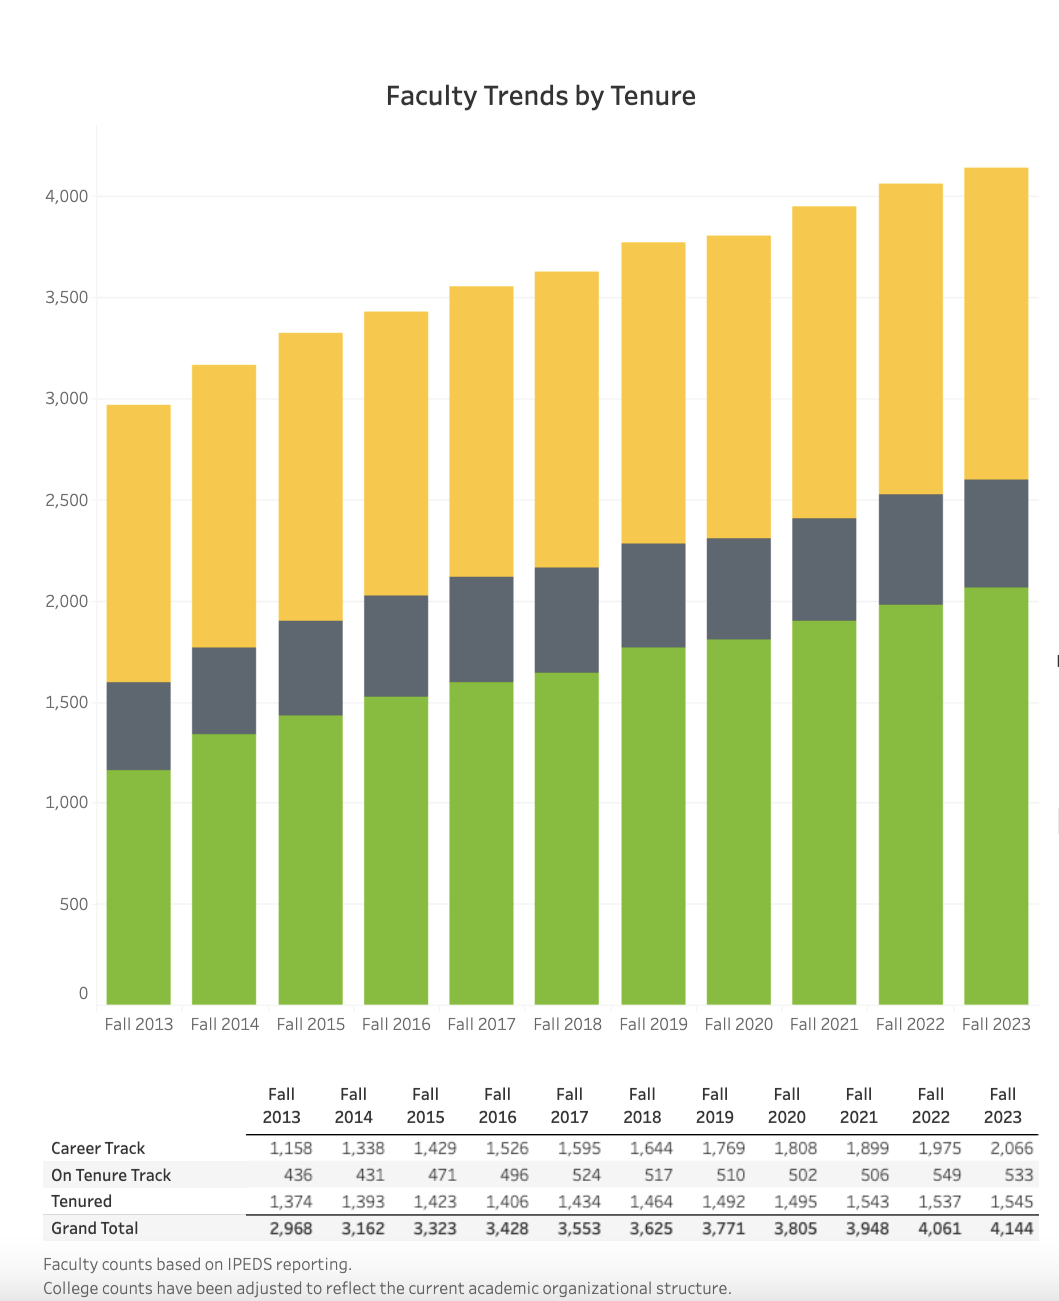 Faculty Trends by Tenure
4,000
3,500
3,000
2,500
2,000
1,500
1,000
500
0
Fall 2013 Fall 2014 Fall 2015 Fall 2016 Fall 2017 Fall 2018 Fall 2019 Fall 2020 Fall 2021 Fall 2022 Fall 2023
Fall Fall Fall Fall Fall Fall Fall Fall Fall Fall Fall
2013 2014 2015 2016 2017 2018 2019 2020 2021 2022 2023
Career Track 1,158 1,338 1,429 1,526 1,595 1,644 1,769 1,808 1,899 1,975 2,066
On Tenure Track 436 431 471 496 524 517 510 502 506 549 533
Tenured 1,374 1,393 1,423 1,406 1,434 1,464 1,492 1,495 1,543 1,537 1,545
Grand Total 2,968 3,162 3,323 3,428 3,553 3,625 3,771 3,805 3,948 4,061 4,144
Faculty counts based on IPEDS reporting.
College counts have been adjusted to reflect the current academic organizational structure.